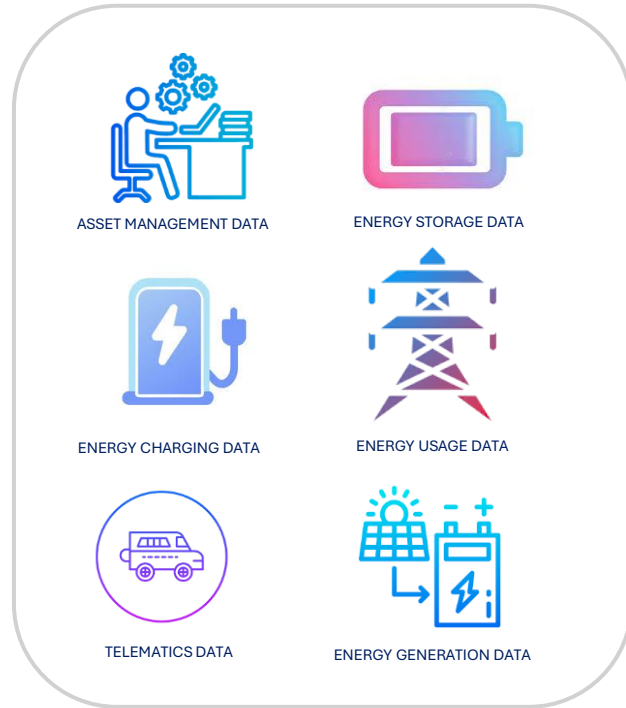 ASSET MANAGEMENT DATA
ENERGY STORAGE DATA
ENERGY CHARGING DATA
ENERGY USAGE DATA
TELEMATICS DATA
ENERGY GENERATION DATA